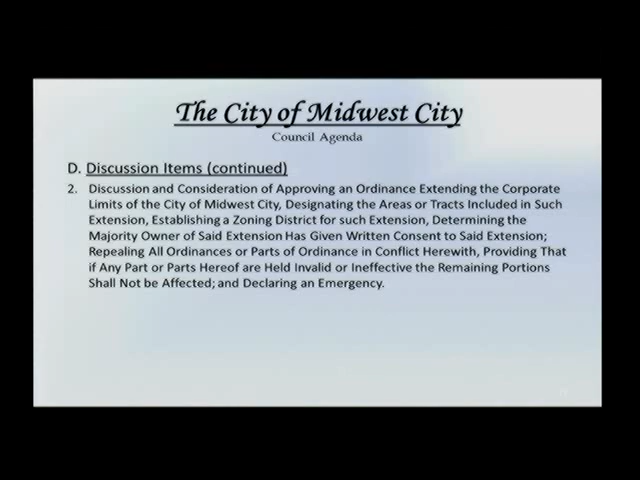 The City of Midwest City
Council Agenda
D. Discussion Items (continued)
2. Discussion and Consideration of Approving an Ordinance Extending the Corporate
Limits of the City of Midwest City, Designating the Areas or Tracts Included in Such
Extension, Establishing a Zoning District for such Extension, Determining the
Majority Owner of Said Extension Has Given Written Consent to Said Extension;
Repealing All Ordinances or Parts of Ordinance in Conflict Herewith, Providing That
if Any Part or Parts Hereof are Held Invalid or Ineffective the Remaining Portions
Shall Not be Affected; and Declaring an Emergency.